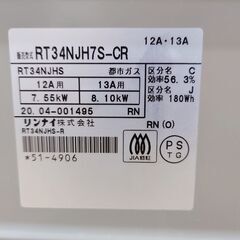 12A・13A
販売型式 RT34NJH7S-CR
RT34NJHS 都市ガス 区分名 C
12A用 13A用 効率56.3%
7.55kW 8.10kW 区分名 J
20.04-001495 RN 効率 180Wh
リンナイ株式会社
RT34NJHS-R RN(O)
*51-4906
JIA認証
PS
TG